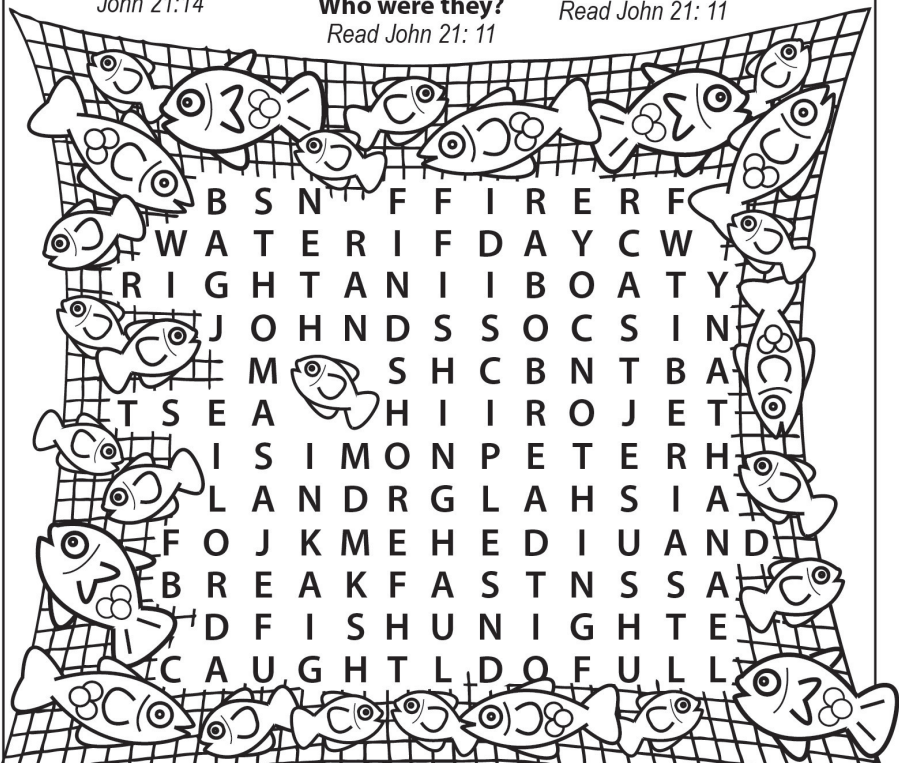 John 21:14
Who were they?
Read John 21: 11
Read John 21: 11
B S N F F I R E R F
W A T E R I F D A Y C W
R I G H T A N I I B O A T Y
J O H N D S S O C S I N
M S H C B N T B A
T S E A H I I R O J E T
I S I M O N P E T E R H
L A N D R G L A H S I A
F O J K M E H E D I U A N D
B R E A K F A S T N S S A
D F I S H U N I G H T E
C A U G H T L D O F U L L